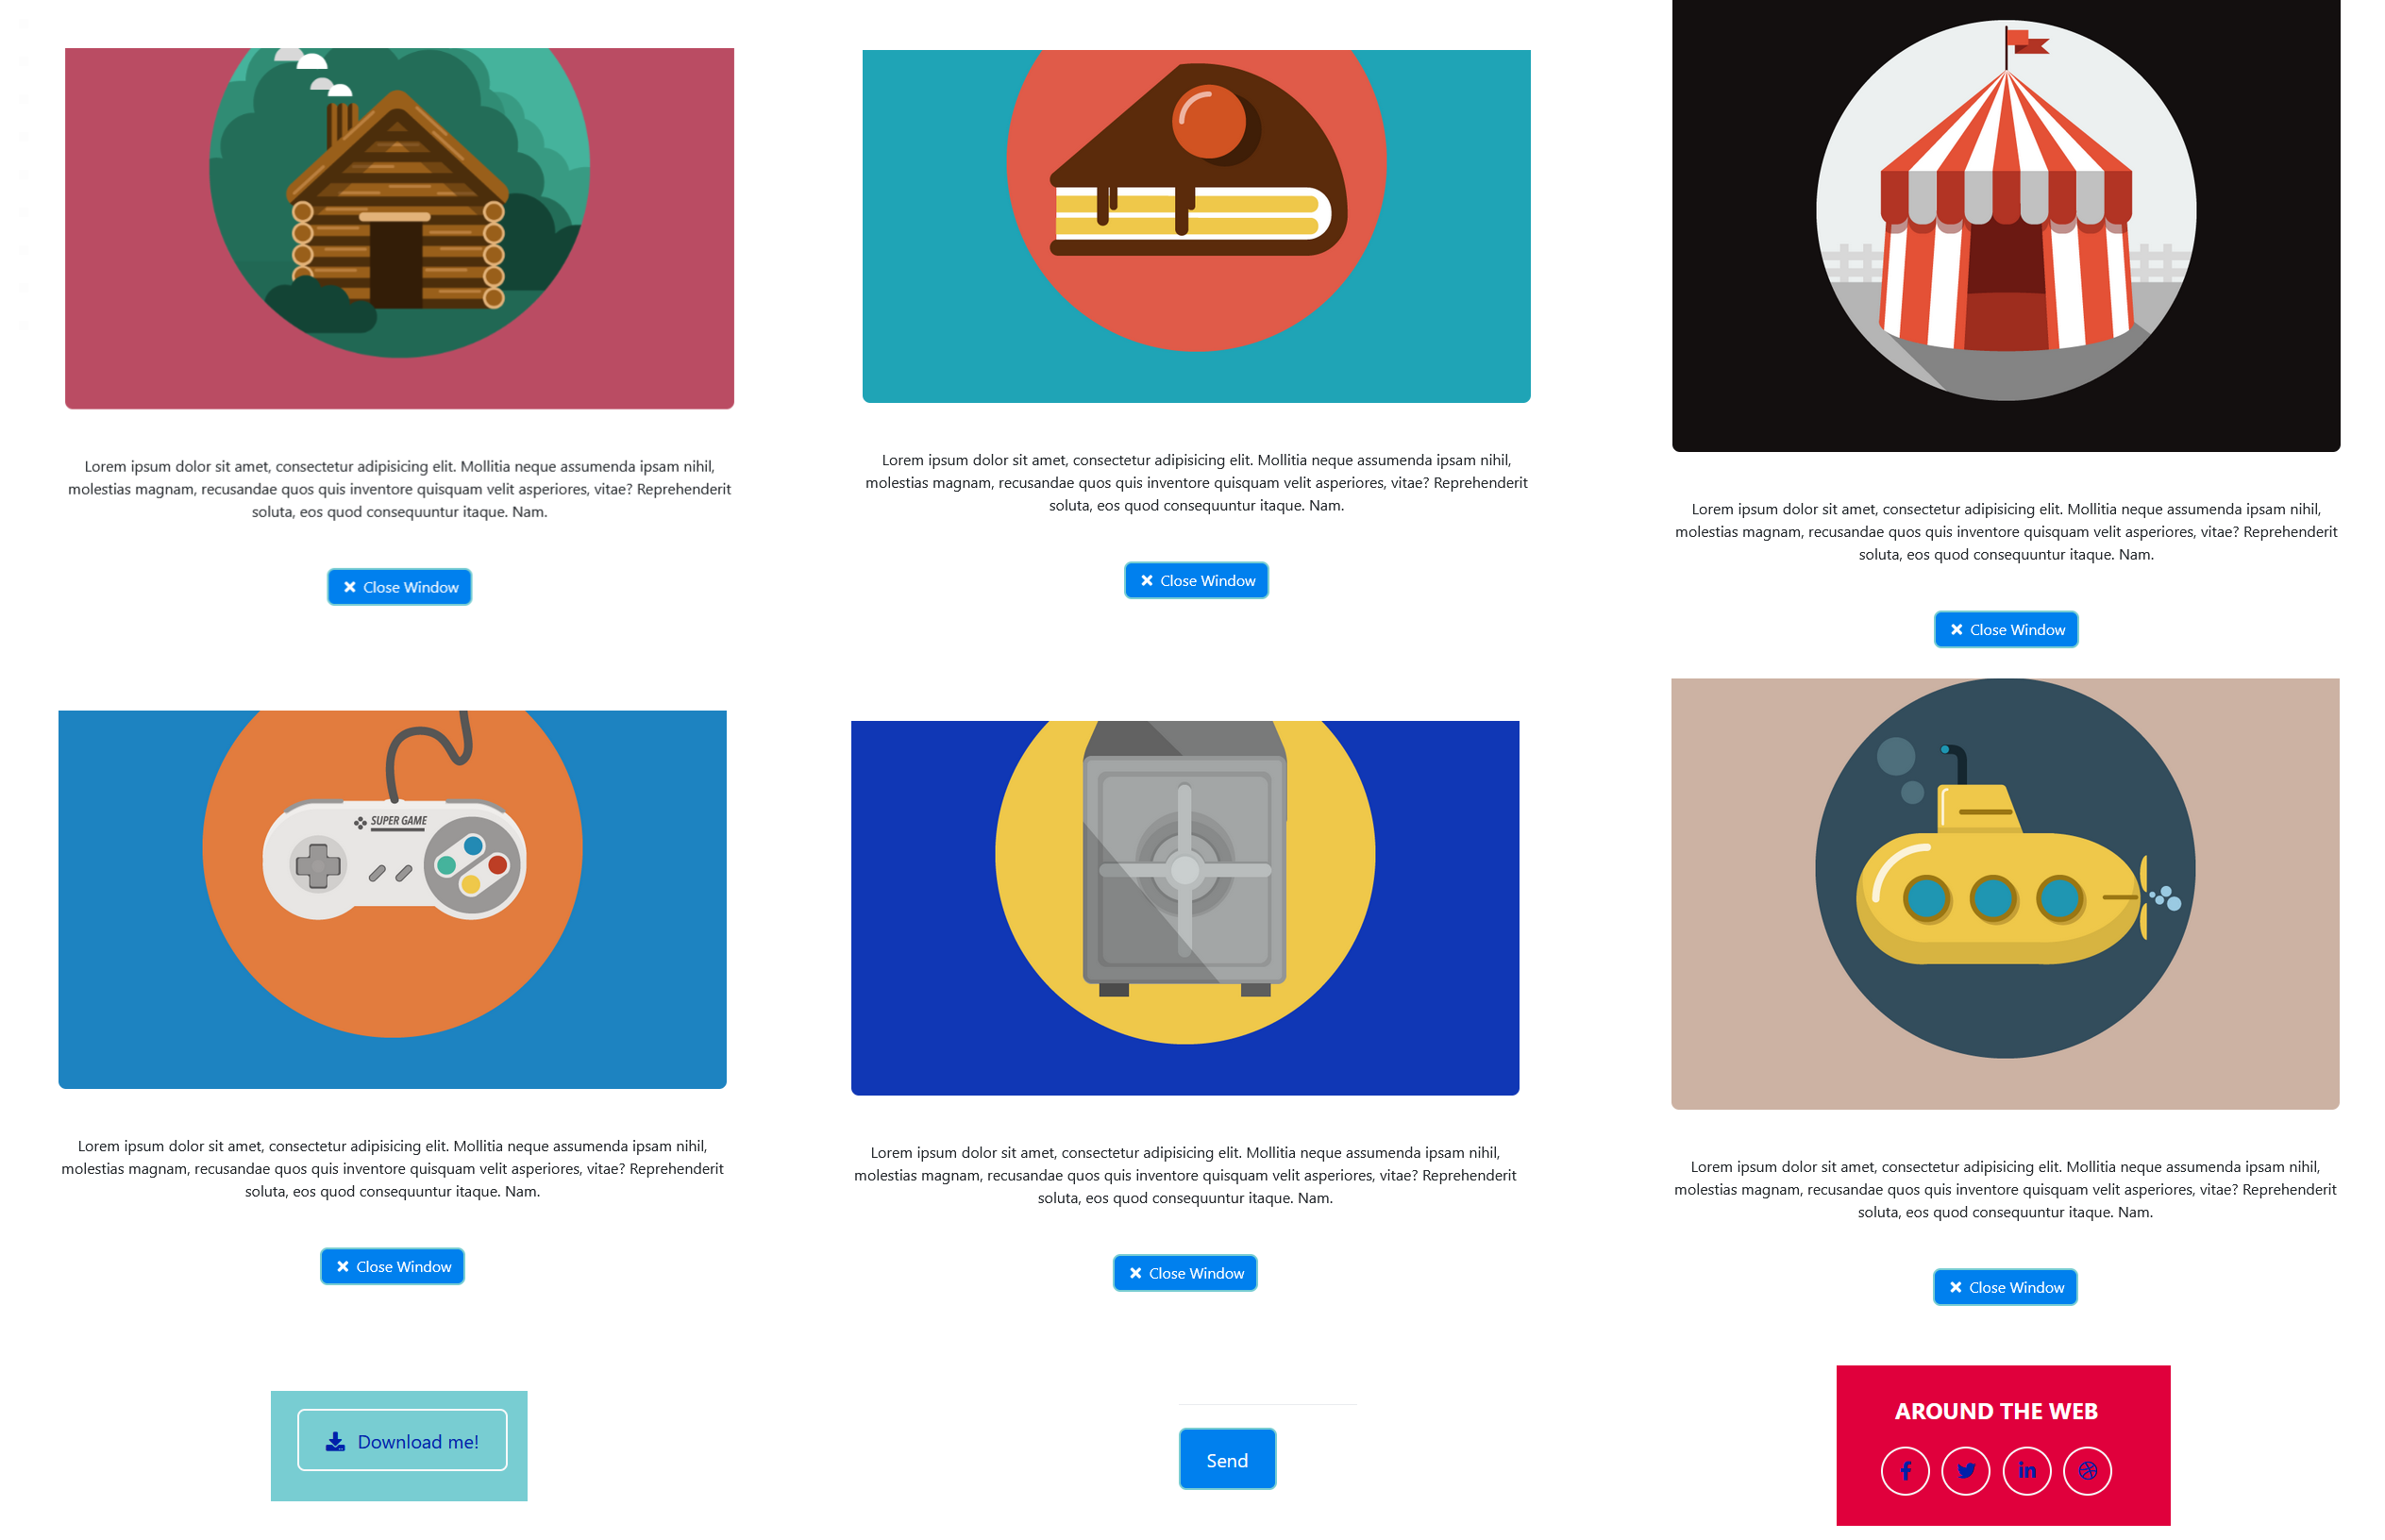 Lorem ipsum dolor sit amet, consectetur adipisicing elit. Mollitia neque assumenda ipsam nihil,
molestias magnam, recusandae quos quis inventore quisquam velit asperiores, vitae? Reprehenderit
soluta, eos quod consequuntur itaque. Nam.
Close Window
Lorem ipsum dolor sit amet, consectetur adipisicing elit. Mollitia neque assumenda ipsam nihil,
molestias magnam, recusandae quos quis inventore quisquam velit asperiores, vitae? Reprehenderit
soluta, eos quod consequuntur itaque. Nam.
Close Window
Lorem ipsum dolor sit amet, consectetur adipisicing elit. Mollitia neque assumenda ipsam nihil,
molestias magnam, recusandae quos quis inventore quisquam velit asperiores, vitae? Reprehenderit
soluta, eos quod consequuntur itaque. Nam.
Close Window
SUPER GAME
Lorem ipsum dolor sit amet, consectetur adipisicing elit. Mollitia neque assumenda ipsam nihil,
molestias magnam, recusandae quos quis inventore quisquam velit asperiores, vitae? Reprehenderit
soluta, eos quod consequuntur itaque. Nam.
Close Window
Lorem ipsum dolor sit amet, consectetur adipisicing elit. Mollitia neque assumenda ipsam nihil,
molestias magnam, recusandae quos quis inventore quisquam velit asperiores, vitae? Reprehenderit
soluta, eos quod consequuntur itaque. Nam.
Close Window
Lorem ipsum dolor sit amet, consectetur adipisicing elit. Mollitia neque assumenda ipsam nihil,
molestias magnam, recusandae quos quis inventore quisquam velit asperiores, vitae? Reprehenderit
soluta, eos quod consequuntur itaque. Nam.
Close Window
Download me!
Send
AROUND THE WEB